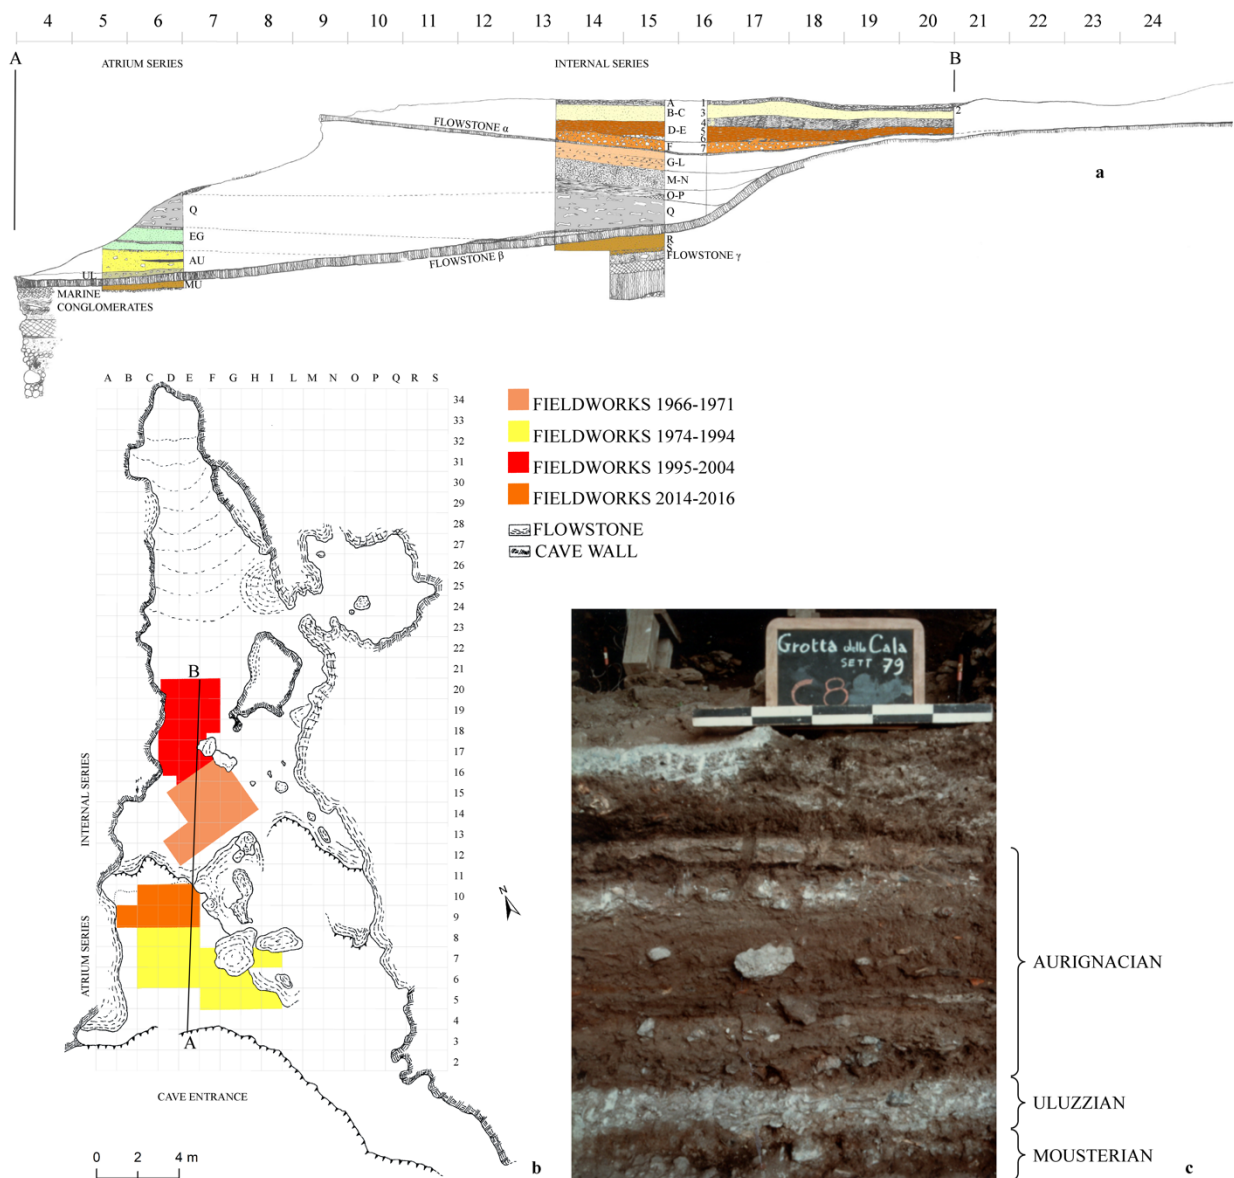 4 5 6 7 8 9 10 11 12 13 14 15 16 17 18 19 20 21 22 23 24
A
ATRIUM SERIES
INTERNAL SERIES
B
A 1
2
B-C 3
4
D-E 5
6
F 7
G-L
M-N
O-P
Q
R
S
FLOWSTONE γ
FLOWSTONE α
FLOWSTONE β
Q
EG
AU
UL
MU
MARINE
CONGLOMERATES
a
A B C D E F G H I L M N O P Q R S
34
33
32
31
30
29
28
27
26
25
24
23
22
21
20
19
18
17
16
15
14
13
12
11
10
9
8
7
6
5
4
3
2
B
INTERNAL SERIES
ATRIUM SERIES
A
N
CAVE ENTRANCE
0 2 4 m
b
FIELDWORKS 1966-1971
FIELDWORKS 1974-1994
FIELDWORKS 1995-2004
FIELDWORKS 2014-2016
FLOWSTONE
CAVE WALL
Grotta della Cala
SETT 79
C8
AURIGNACIAN
ULUZZIAN
MOUSTERIAN
c